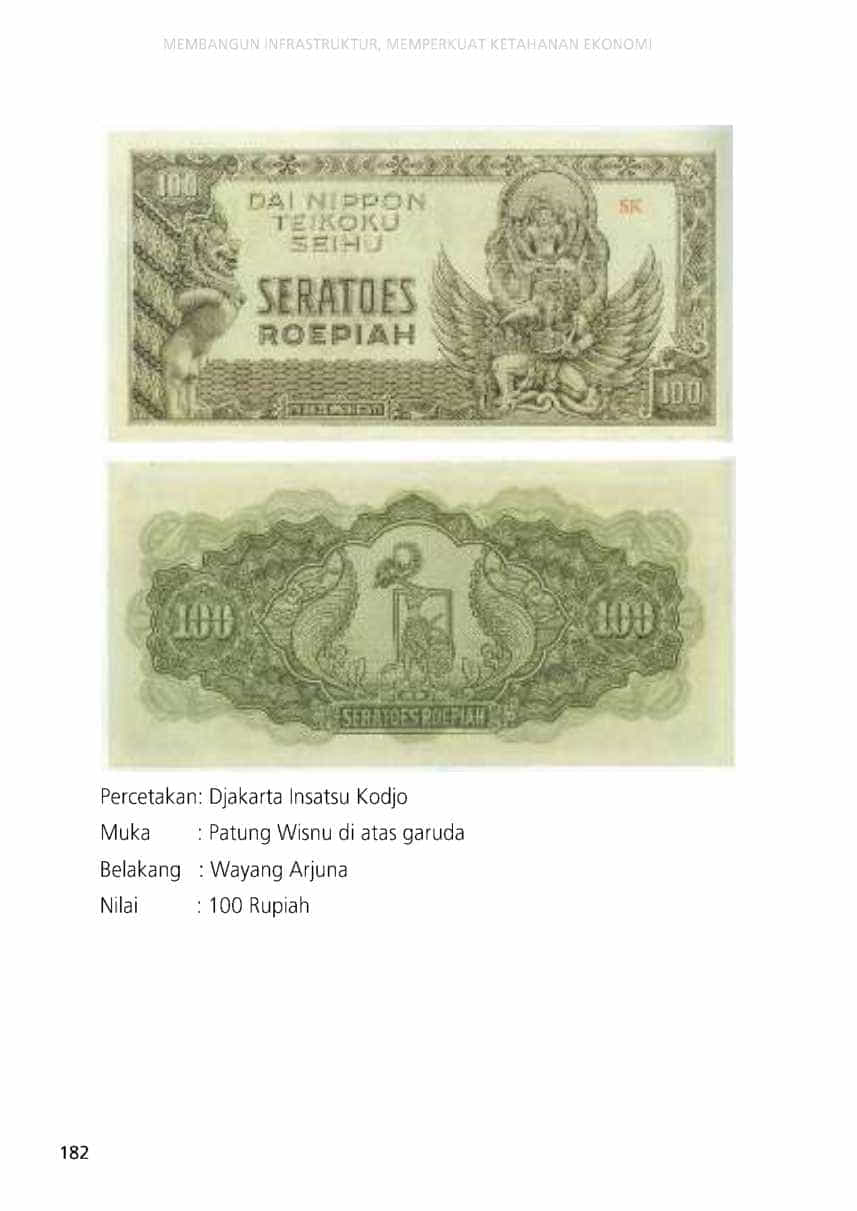 MEMBANGUN INFRASTRUKTUR, MEMPERKUAT KETAHANAN EKONOMI
100
DAI NIPPON
TEIKOKU
SEIHU
SK
SERATOES
ROEPIAH
100
100
100
SERATOES ROEPIAH
Percetakan: Djakarta Insatsu Kodjo
Muka : Patung Wisnu di atas garuda
Belakang : Wayang Arjuna
Nilai : 100 Rupiah
182